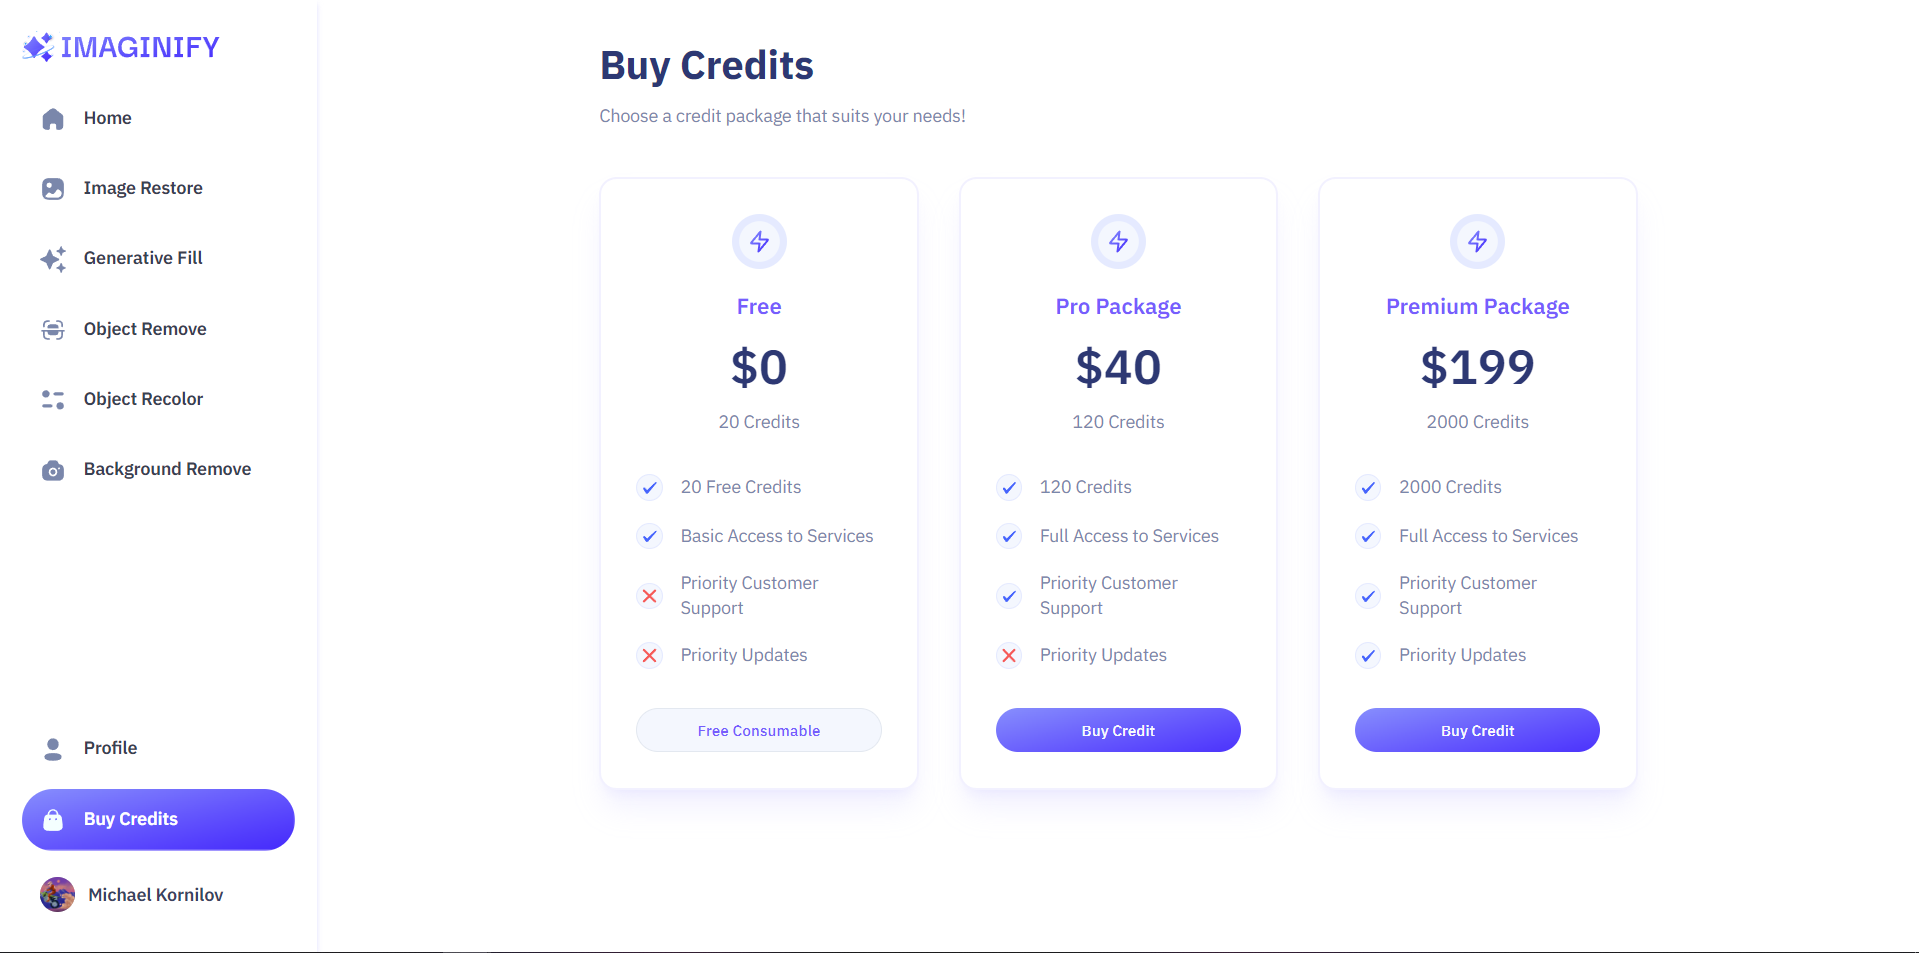 IMAGINIFY
Home
Image Restore
Generative Fill
Object Remove
Object Recolor
Background Remove
Profile
Buy Credits
Michael Kornilov
Buy Credits
Choose a credit package that suits your needs!
Free
$0
20 Credits
20 Free Credits
Basic Access to Services
Priority Customer
Support
Priority Updates
Free Consumable
Pro Package
$40
120 Credits
120 Credits
Full Access to Services
Priority Customer
Support
Priority Updates
Buy Credit
Premium Package
$199
2000 Credits
2000 Credits
Full Access to Services
Priority Customer
Support
Priority Updates
Buy Credit